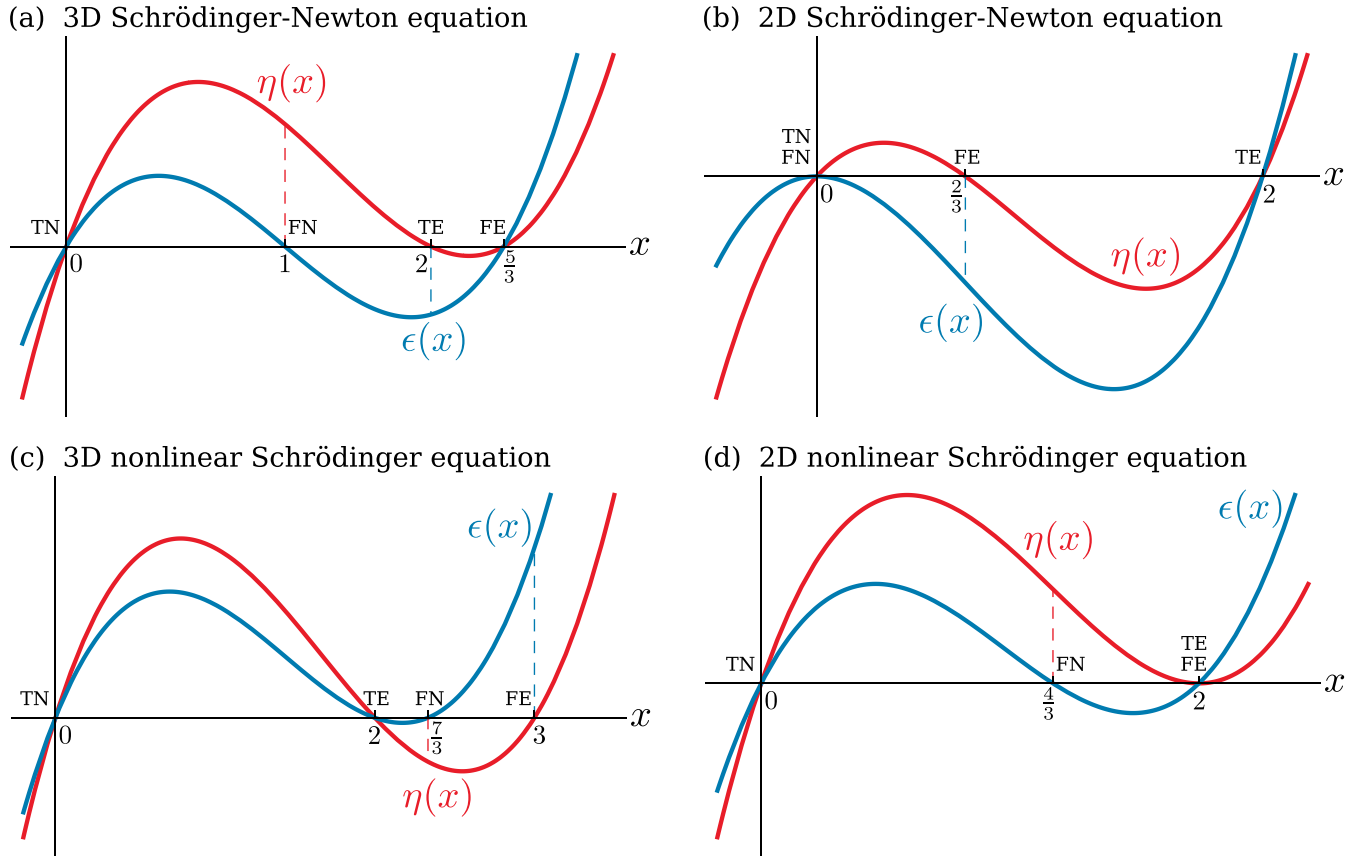 (a) 3D Schrödinger-Newton equation
η(x)
TN
FN
TE
FE
x
0
1
2
5/3
ϵ(x)
(b) 2D Schrödinger-Newton equation
TN
FN
FE
TE
x
0
2/3
2
η(x)
ϵ(x)
(c) 3D nonlinear Schrödinger equation
ϵ(x)
TN
TE
FN
FE
x
0
2
7/3
3
η(x)
(d) 2D nonlinear Schrödinger equation
ϵ(x)
η(x)
TE
TN
FN
FE
x
0
4/3
2